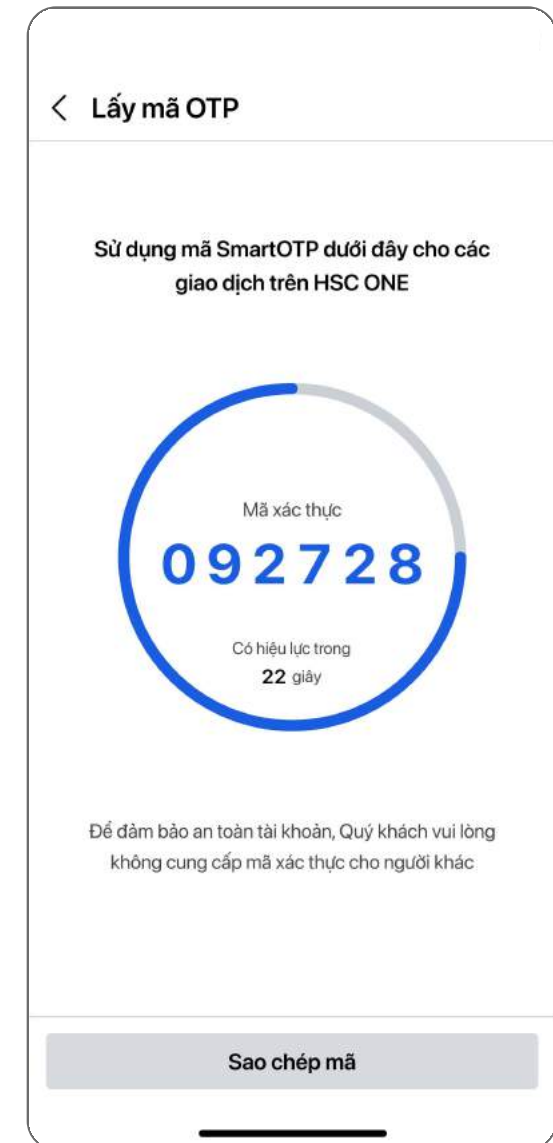 Lấy mã OTP
Sử dụng mã SmartOTP dưới đây cho các
giao dịch trên HSC ONE
Mã xác thực
092728
Có hiệu lực trong
22 giây
Để đảm bảo an toàn tài khoản, Quý khách vui lòng
không cung cấp mã xác thực cho người khác
Sao chép mã